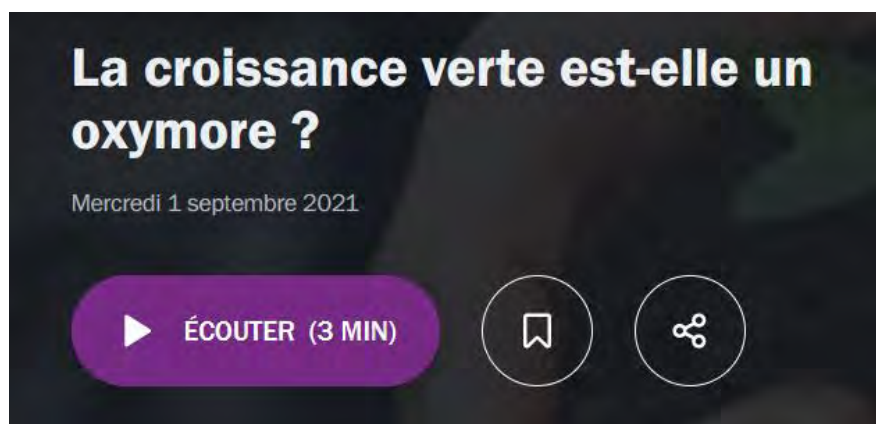 La croissance verte est-elle un
oxymore ?
Mercredi 1 septembre 2021
ÉCOUTER (3 MIN)